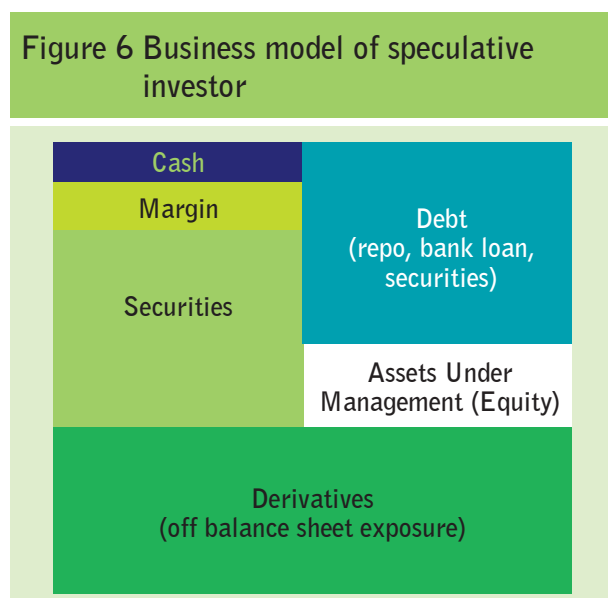 Figure 6 Business model of speculative
investor
Cash
Margin
Securities
Debt
(repo, bank loan,
securities)
Assets Under
Management (Equity)
Derivatives
(off balance sheet exposure)